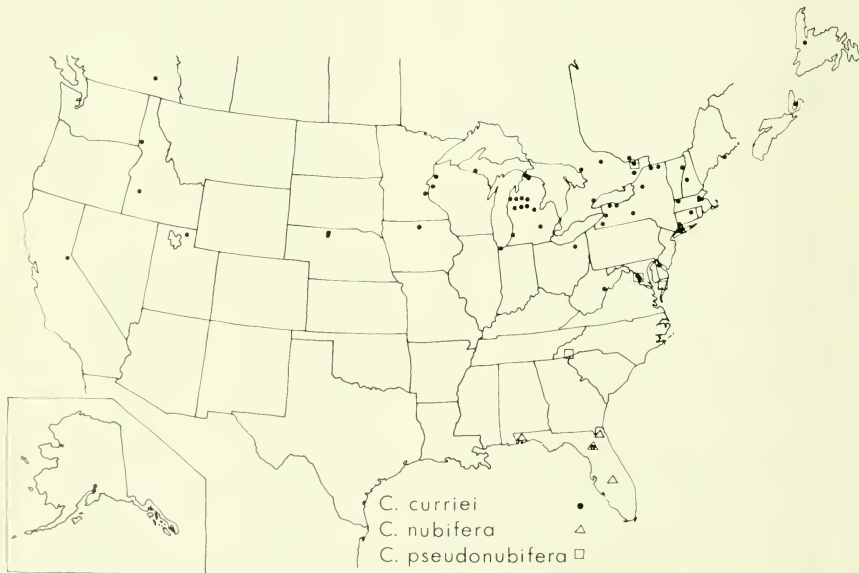 C. curriei ●
C. nubifera △
C. pseudonubifera □